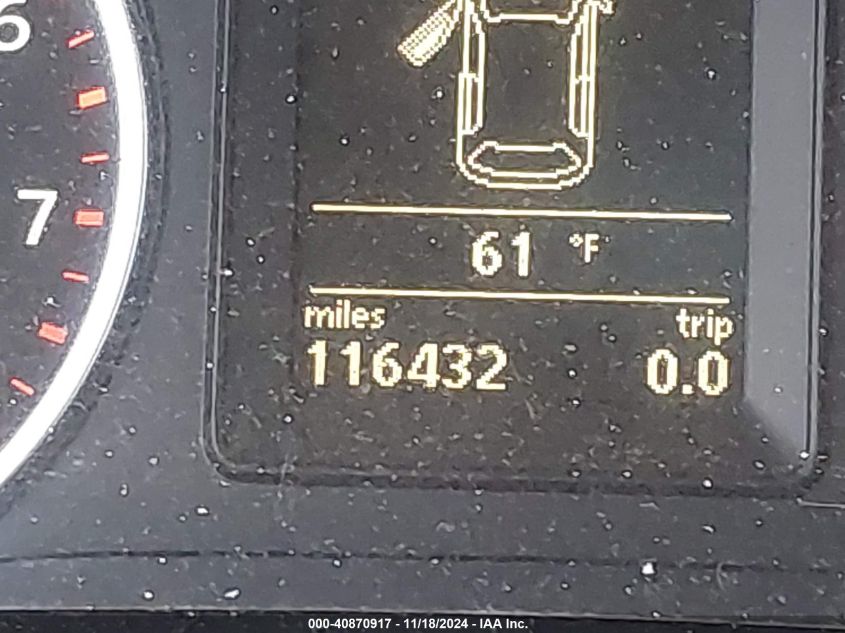 6
7
61 °F
miles trip
116432 0.0
000-40870917 - 11/18/2024 - IAA Inc.